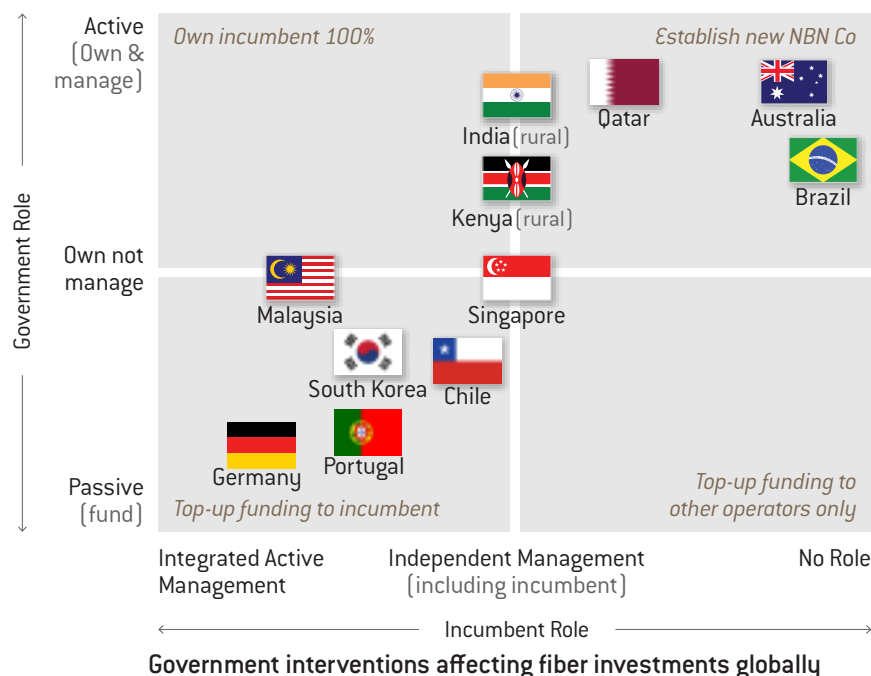 Active
(Own &
manage)
Own incumbent 100%
Establish new NBN Co
India (rural)
Qatar
Australia
Kenya (rural)
Brazil
Government Role
Own not
manage
Malaysia
Singapore
South Korea
Chile
Germany
Portugal
Passive
(fund)
Top-up funding to incumbent
Top-up funding to
other operators only
Integrated Active
Management
Independent Management
(including incumbent)
No Role
Incumbent Role
Government interventions affecting fiber investments globally